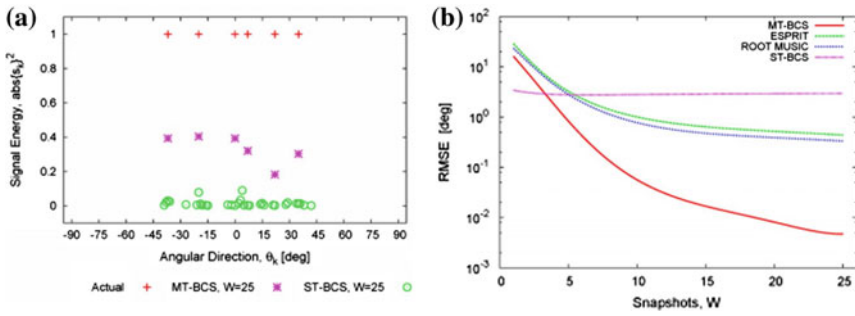 (a)
Signal Energy, abs{s_k}^2
1
0.8
0.6
0.4
0.2
0
-90 -75 -60 -45 -30 -15 0 15 30 45 60 75 90
Angular Direction, θ_k [deg]
Actual + MT-BCS, W=25 ST-BCS, W=25
(b)
RMSE [deg]
10^2
10^1
10^0
10^-1
10^-2
10^-3
0 5 10 15 20 25
Snapshots, W
MT-BCS
ESPRIT
ROOT MUSIC
ST-BCS